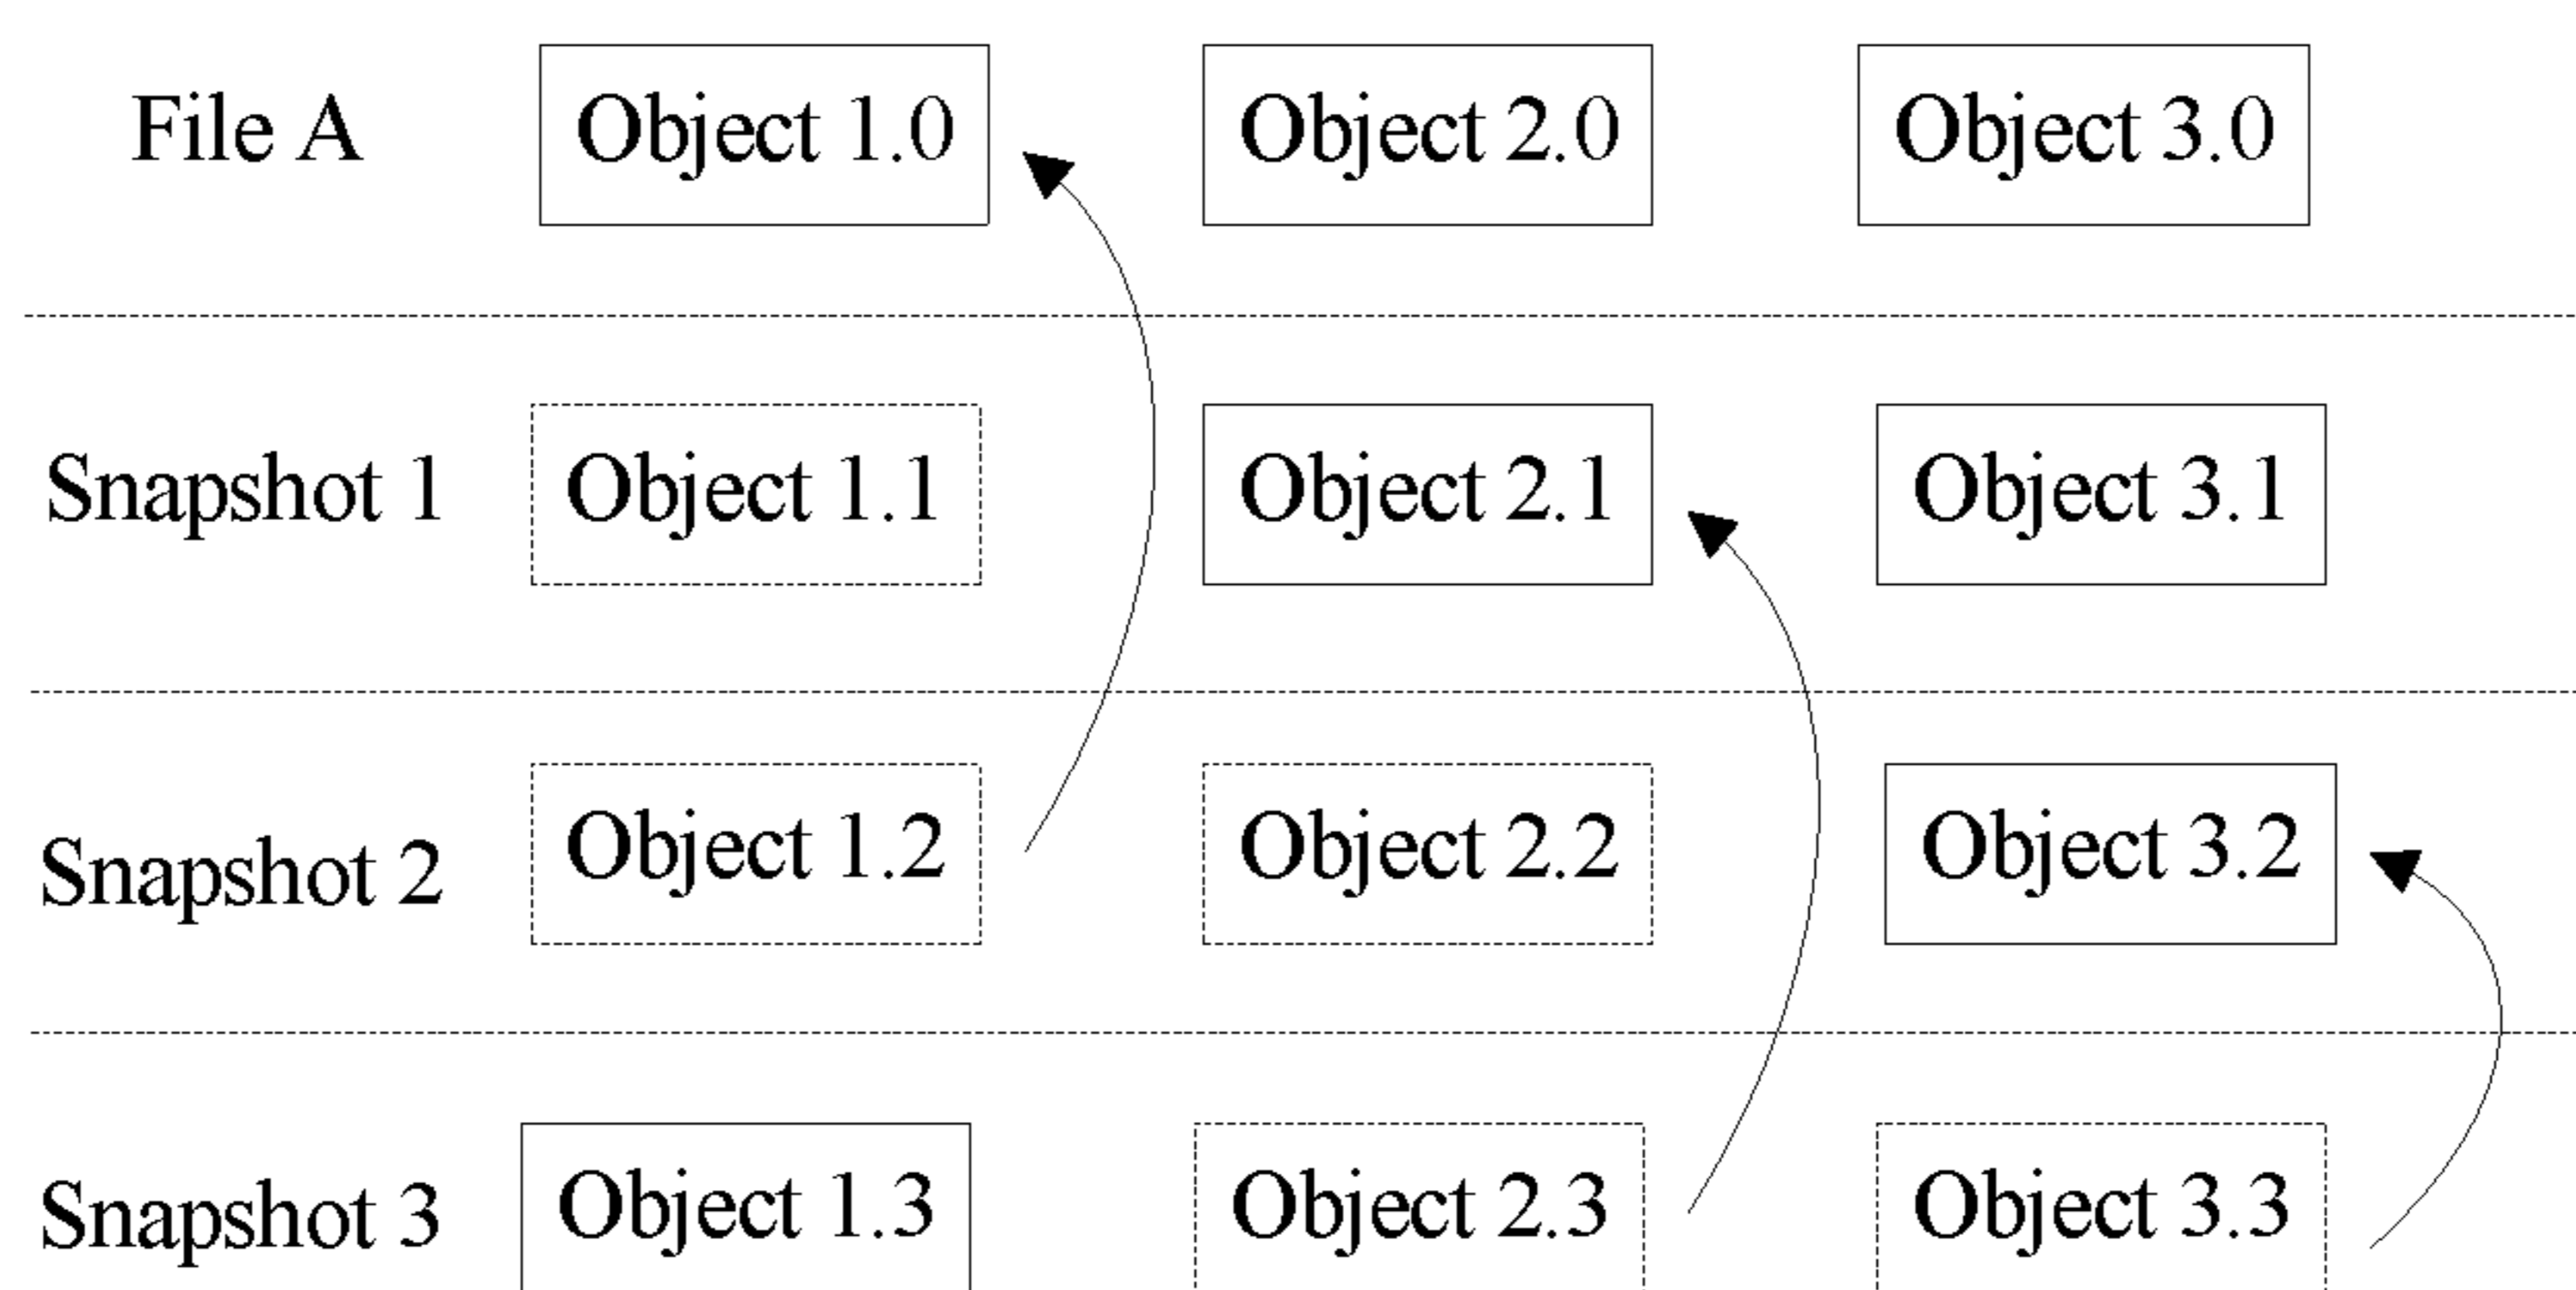 File A Object 1.0 Object 2.0 Object 3.0
Snapshot 1 Object 1.1 Object 2.1 Object 3.1
Snapshot 2 Object 1.2 Object 2.2 Object 3.2
Snapshot 3 Object 1.3 Object 2.3 Object 3.3